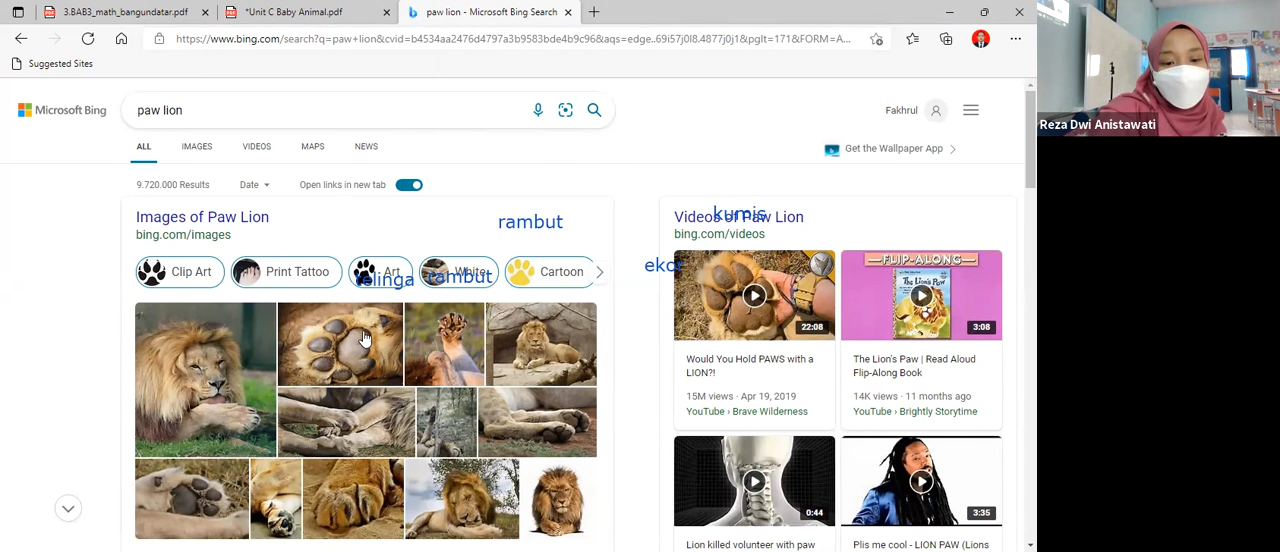 3.BAB3_math_bangundatar.pdf
*Unit C Baby Animal.pdf
paw lion - Microsoft Bing Search
https://www.bing.com/search?q=paw+lion&cvid=b4534aa2476d4797a3b9583bde4b9c96&aqs=edge..69i57j0l8.4877j0j1&pglt=171&FORM=A...
Suggested Sites
Microsoft Bing
paw lion
Fakhrul
ALL
IMAGES
VIDEOS
MAPS
NEWS
Get the Wallpaper App
9.720.000 Results
Date
Open links in new tab
Images of Paw Lion
bing.com/images
rambut
Clip Art
Print Tattoo
Art
White
Cartoon
telinga
rambut
ekor
kumis
Videos of Paw Lion
bing.com/videos
22:08
Would You Hold PAWS with a
LION?!
15M views · Apr 19, 2019
YouTube › Brave Wilderness
FLIP-ALONG
The Lion's Paw
3:08
The Lion's Paw | Read Aloud
Flip-Along Book
14K views · 11 months ago
YouTube › Brightly Storytime
0:44
Lion killed volunteer with paw
3:35
Plis me cool - LION PAW (Lions
Reza Dwi Anistawati